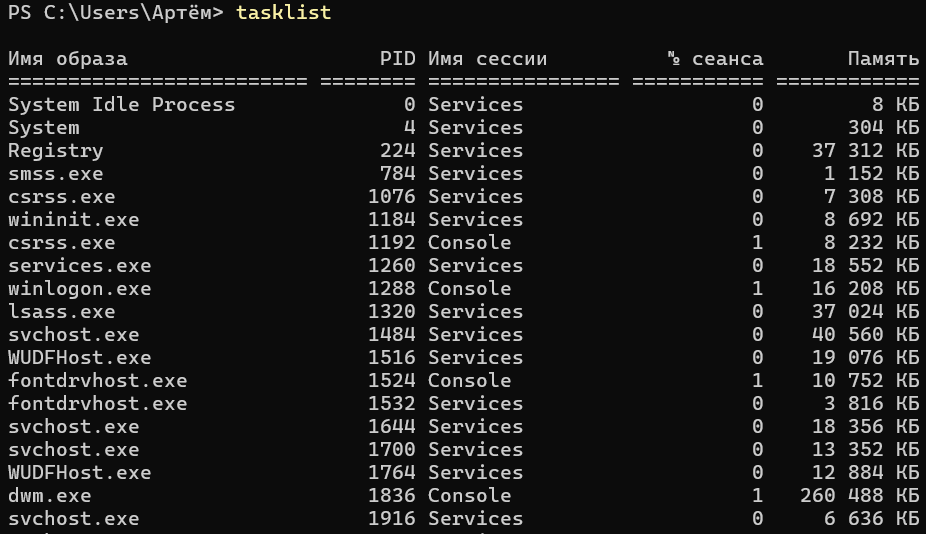 PS C:\Users\Артём> tasklist
Имя образа PID Имя сессии № сеанса Память
========================= ======== ================ =========== ============
System Idle Process 0 Services 0 8 КБ
System 4 Services 0 304 КБ
Registry 224 Services 0 37 312 КБ
smss.exe 784 Services 0 1 152 КБ
csrss.exe 1076 Services 0 7 308 КБ
wininit.exe 1184 Services 0 8 692 КБ
csrss.exe 1192 Console 1 8 232 КБ
services.exe 1260 Services 0 18 552 КБ
winlogon.exe 1288 Console 1 16 208 КБ
lsass.exe 1320 Services 0 37 024 КБ
svchost.exe 1484 Services 0 40 560 КБ
WUDFHost.exe 1516 Services 0 19 076 КБ
fontdrvhost.exe 1524 Console 1 10 752 КБ
fontdrvhost.exe 1532 Services 0 3 816 КБ
svchost.exe 1644 Services 0 18 356 КБ
svchost.exe 1700 Services 0 13 352 КБ
WUDFHost.exe 1764 Services 0 12 884 КБ
dwm.exe 1836 Console 1 260 488 КБ
svchost.exe 1916 Services 0 6 636 КБ